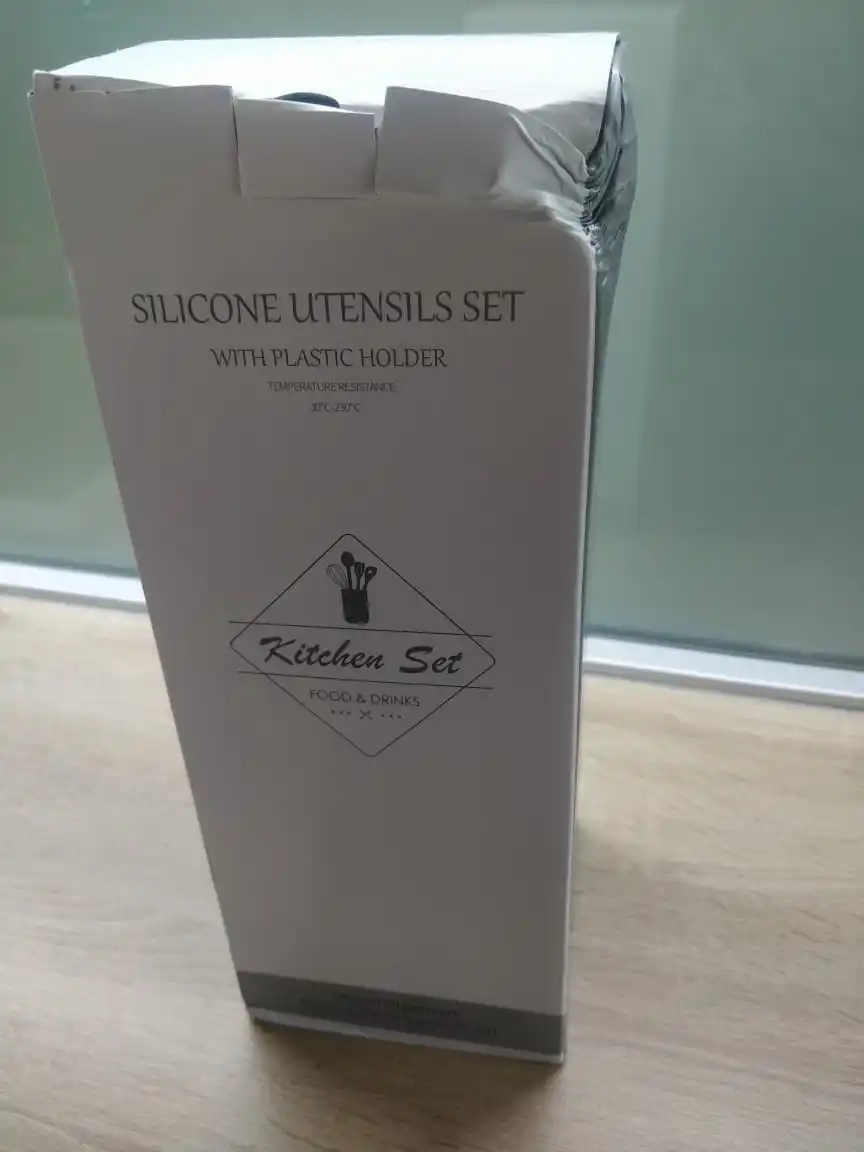 SILICONE UTENSILS SET
WITH PLASTIC HOLDER
TEMPERATURE RESISTANCE
Kitchen Set
FOOD & DRINKS